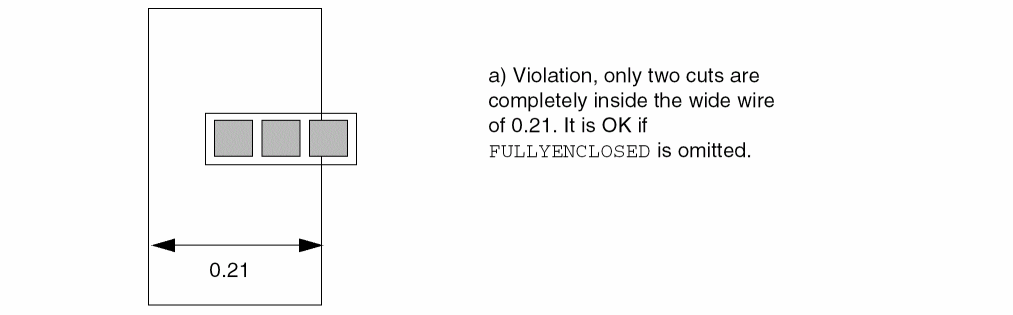 a) Violation, only two cuts are
completely inside the wide wire
of 0.21. It is OK if
FULLYENCLOSED is omitted.
0.21